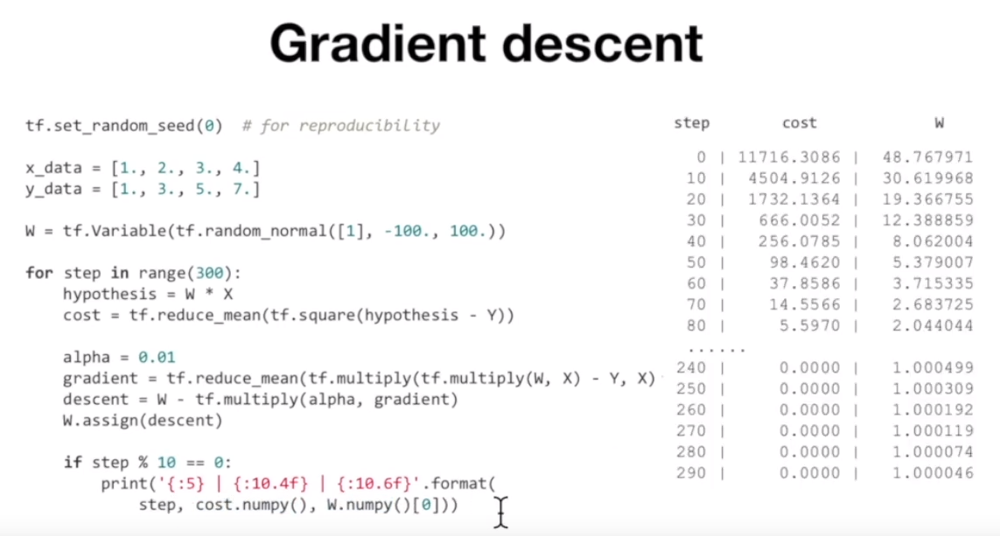 Gradient descent
tf.set_random_seed(0)  # for reproducibility
x_data = [1., 2., 3., 4.]
y_data = [1., 3., 5., 7.]
W = tf.Variable(tf.random_normal([1], -100., 100.))
for step in range(300):
    hypothesis = W * X
    cost = tf.reduce_mean(tf.square(hypothesis - Y))
    alpha = 0.01
    gradient = tf.reduce_mean(tf.multiply(tf.multiply(W, X) - Y, X)
    descent = W - tf.multiply(alpha, gradient)
    W.assign(descent)
    if step % 10 == 0:
        print('{:5} | {:10.4f} | {:10.6f}'.format(
            step, cost.numpy(), W.numpy()[0]))
step cost W
0 | 11716.3086 | 48.767971
10 | 4504.9126 | 30.619968
20 | 1732.1364 | 19.366755
30 | 666.0052 | 12.388859
40 | 256.0785 | 8.062004
50 | 98.4620 | 5.379007
60 | 37.8586 | 3.715335
70 | 14.5566 | 2.683725
80 | 5.5970 | 2.044044
......
240 | 0.0000 | 1.000499
250 | 0.0000 | 1.000309
260 | 0.0000 | 1.000192
270 | 0.0000 | 1.000119
280 | 0.0000 | 1.000074
290 | 0.0000 | 1.000046